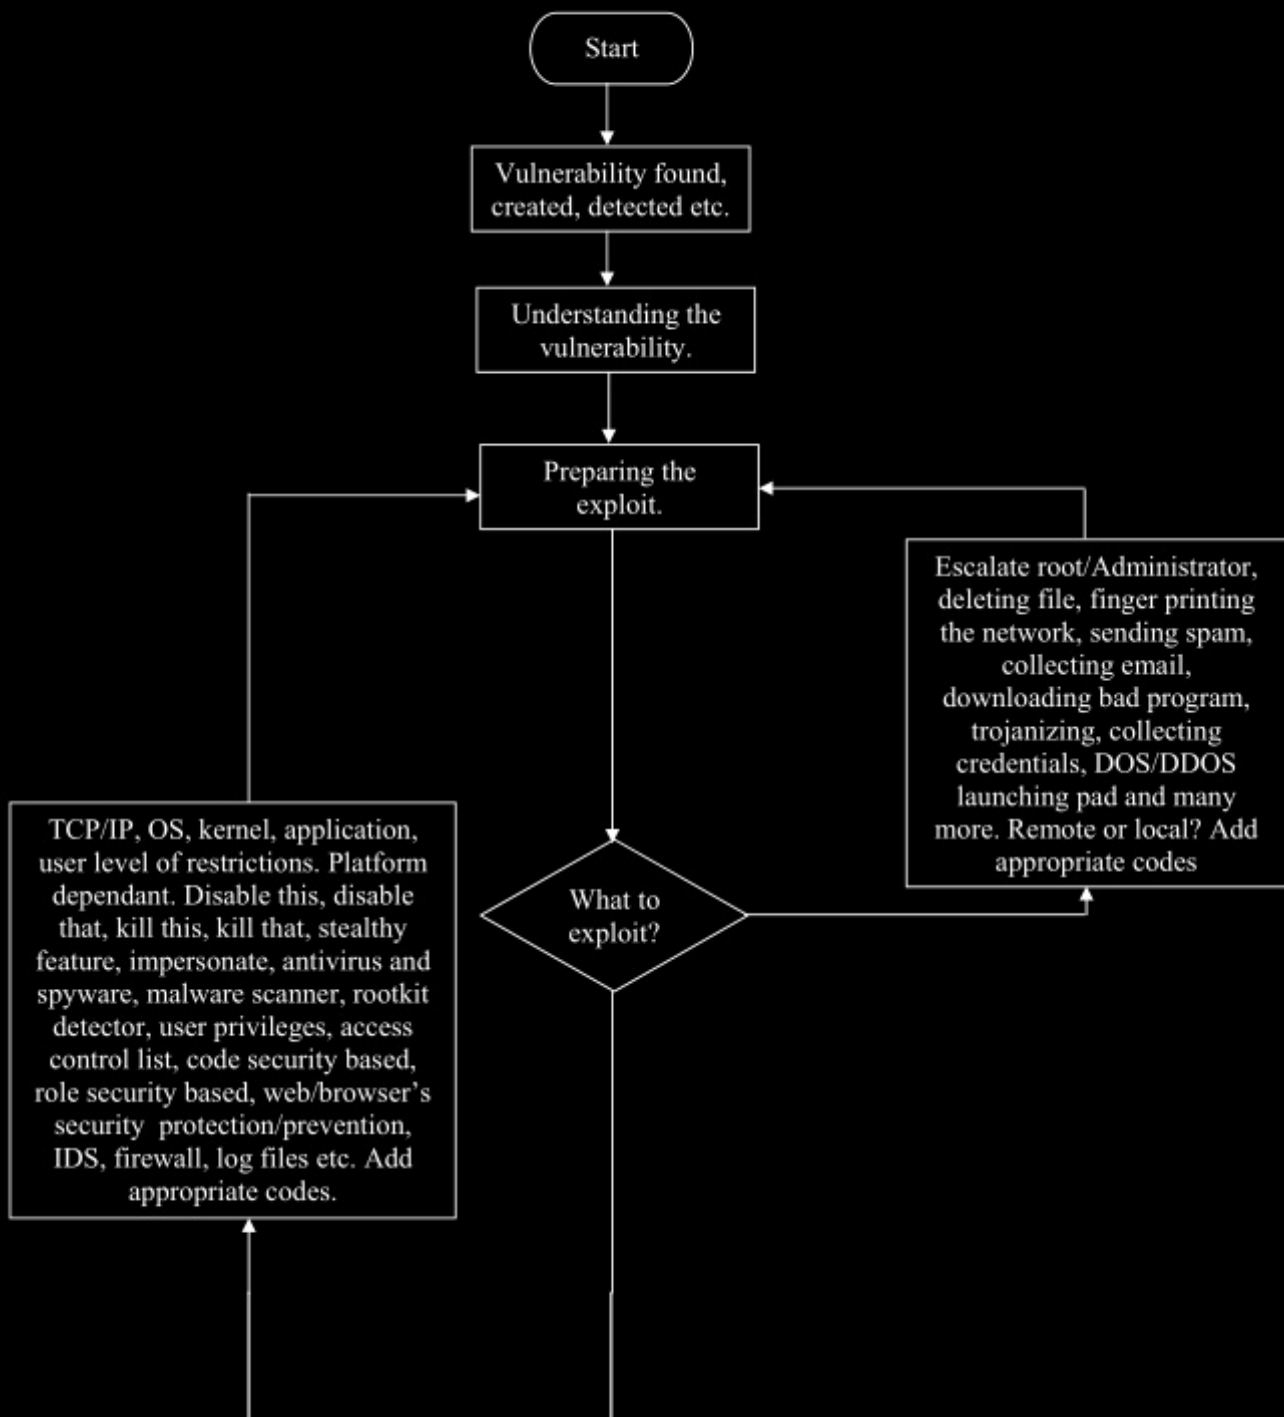 Start
Vulnerability found,
created, detected etc.
Understanding the
vulnerability.
Preparing the
exploit.
Escalate root/Administrator,
deleting file, finger printing
the network, sending spam,
collecting email,
downloading bad program,
trojanizing, collecting
credentials, DOS/DDOS
launching pad and many
more. Remote or local? Add
appropriate codes
TCP/IP, OS, kernel, application,
user level of restrictions. Platform
dependant. Disable this, disable
that, kill this, kill that, stealthy
feature, impersonate, antivirus and
spyware, malware scanner, rootkit
detector, user privileges, access
control list, code security based,
role security based, web/browser’s
security protection/prevention,
IDS, firewall, log files etc. Add
appropriate codes.
What to
exploit?